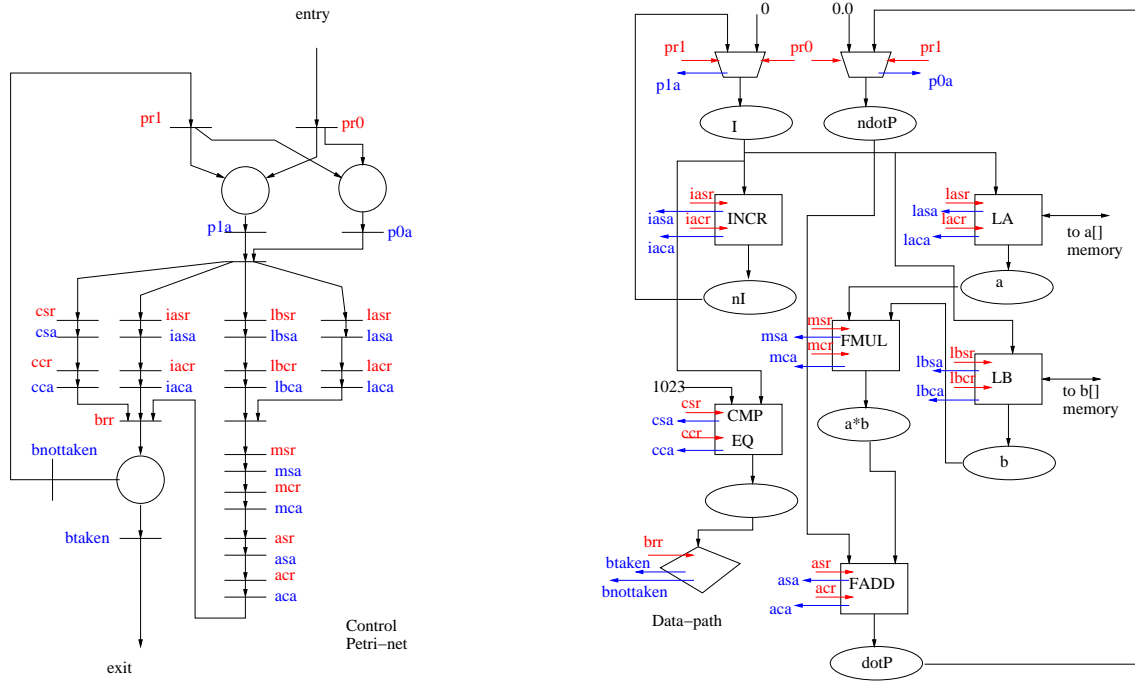 entry
pr1
pr0
p1a
p0a
csr
iasr
lbsr
lasr
csa
iasa
lbsa
lasa
ccr
iacr
lbcr
lacr
cca
iaca
lbca
laca
brr
bnottaken
msr
msa
mcr
mca
btaken
asr
asa
acr
aca
exit
Control
Petri−net
0
0.0
pr1
pr0
pr1
p1a
p0a
I
ndotP
iasr
iasa
iacr
iaca
INCR
lasr
lasa
lacr
laca
LA
to a[]
memory
nI
a
msr
msa
mcr
mca
FMUL
lbsr
lbsa
lbcr
lbca
LB
to b[]
memory
1023
csr
csa
ccr
cca
CMP
EQ
a*b
b
brr
btaken
bnottaken
asr
asa
acr
aca
FADD
Data−path
dotP